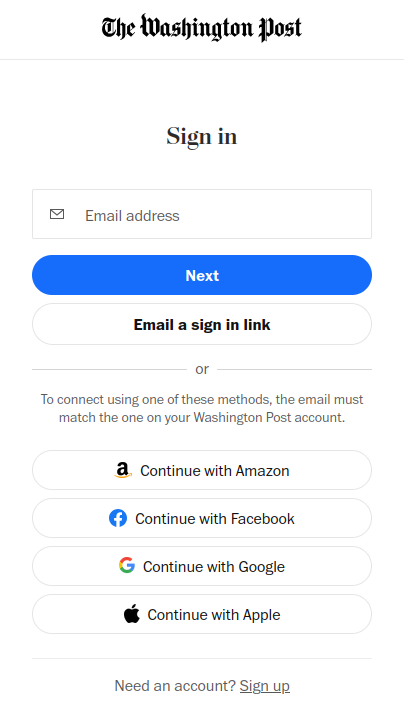 The Washington Post
Sign in
Email address
Next
Email a sign in link
or
To connect using one of these methods, the email must
match the one on your Washington Post account.
Continue with Amazon
Continue with Facebook
Continue with Google
Continue with Apple
Need an account? Sign up